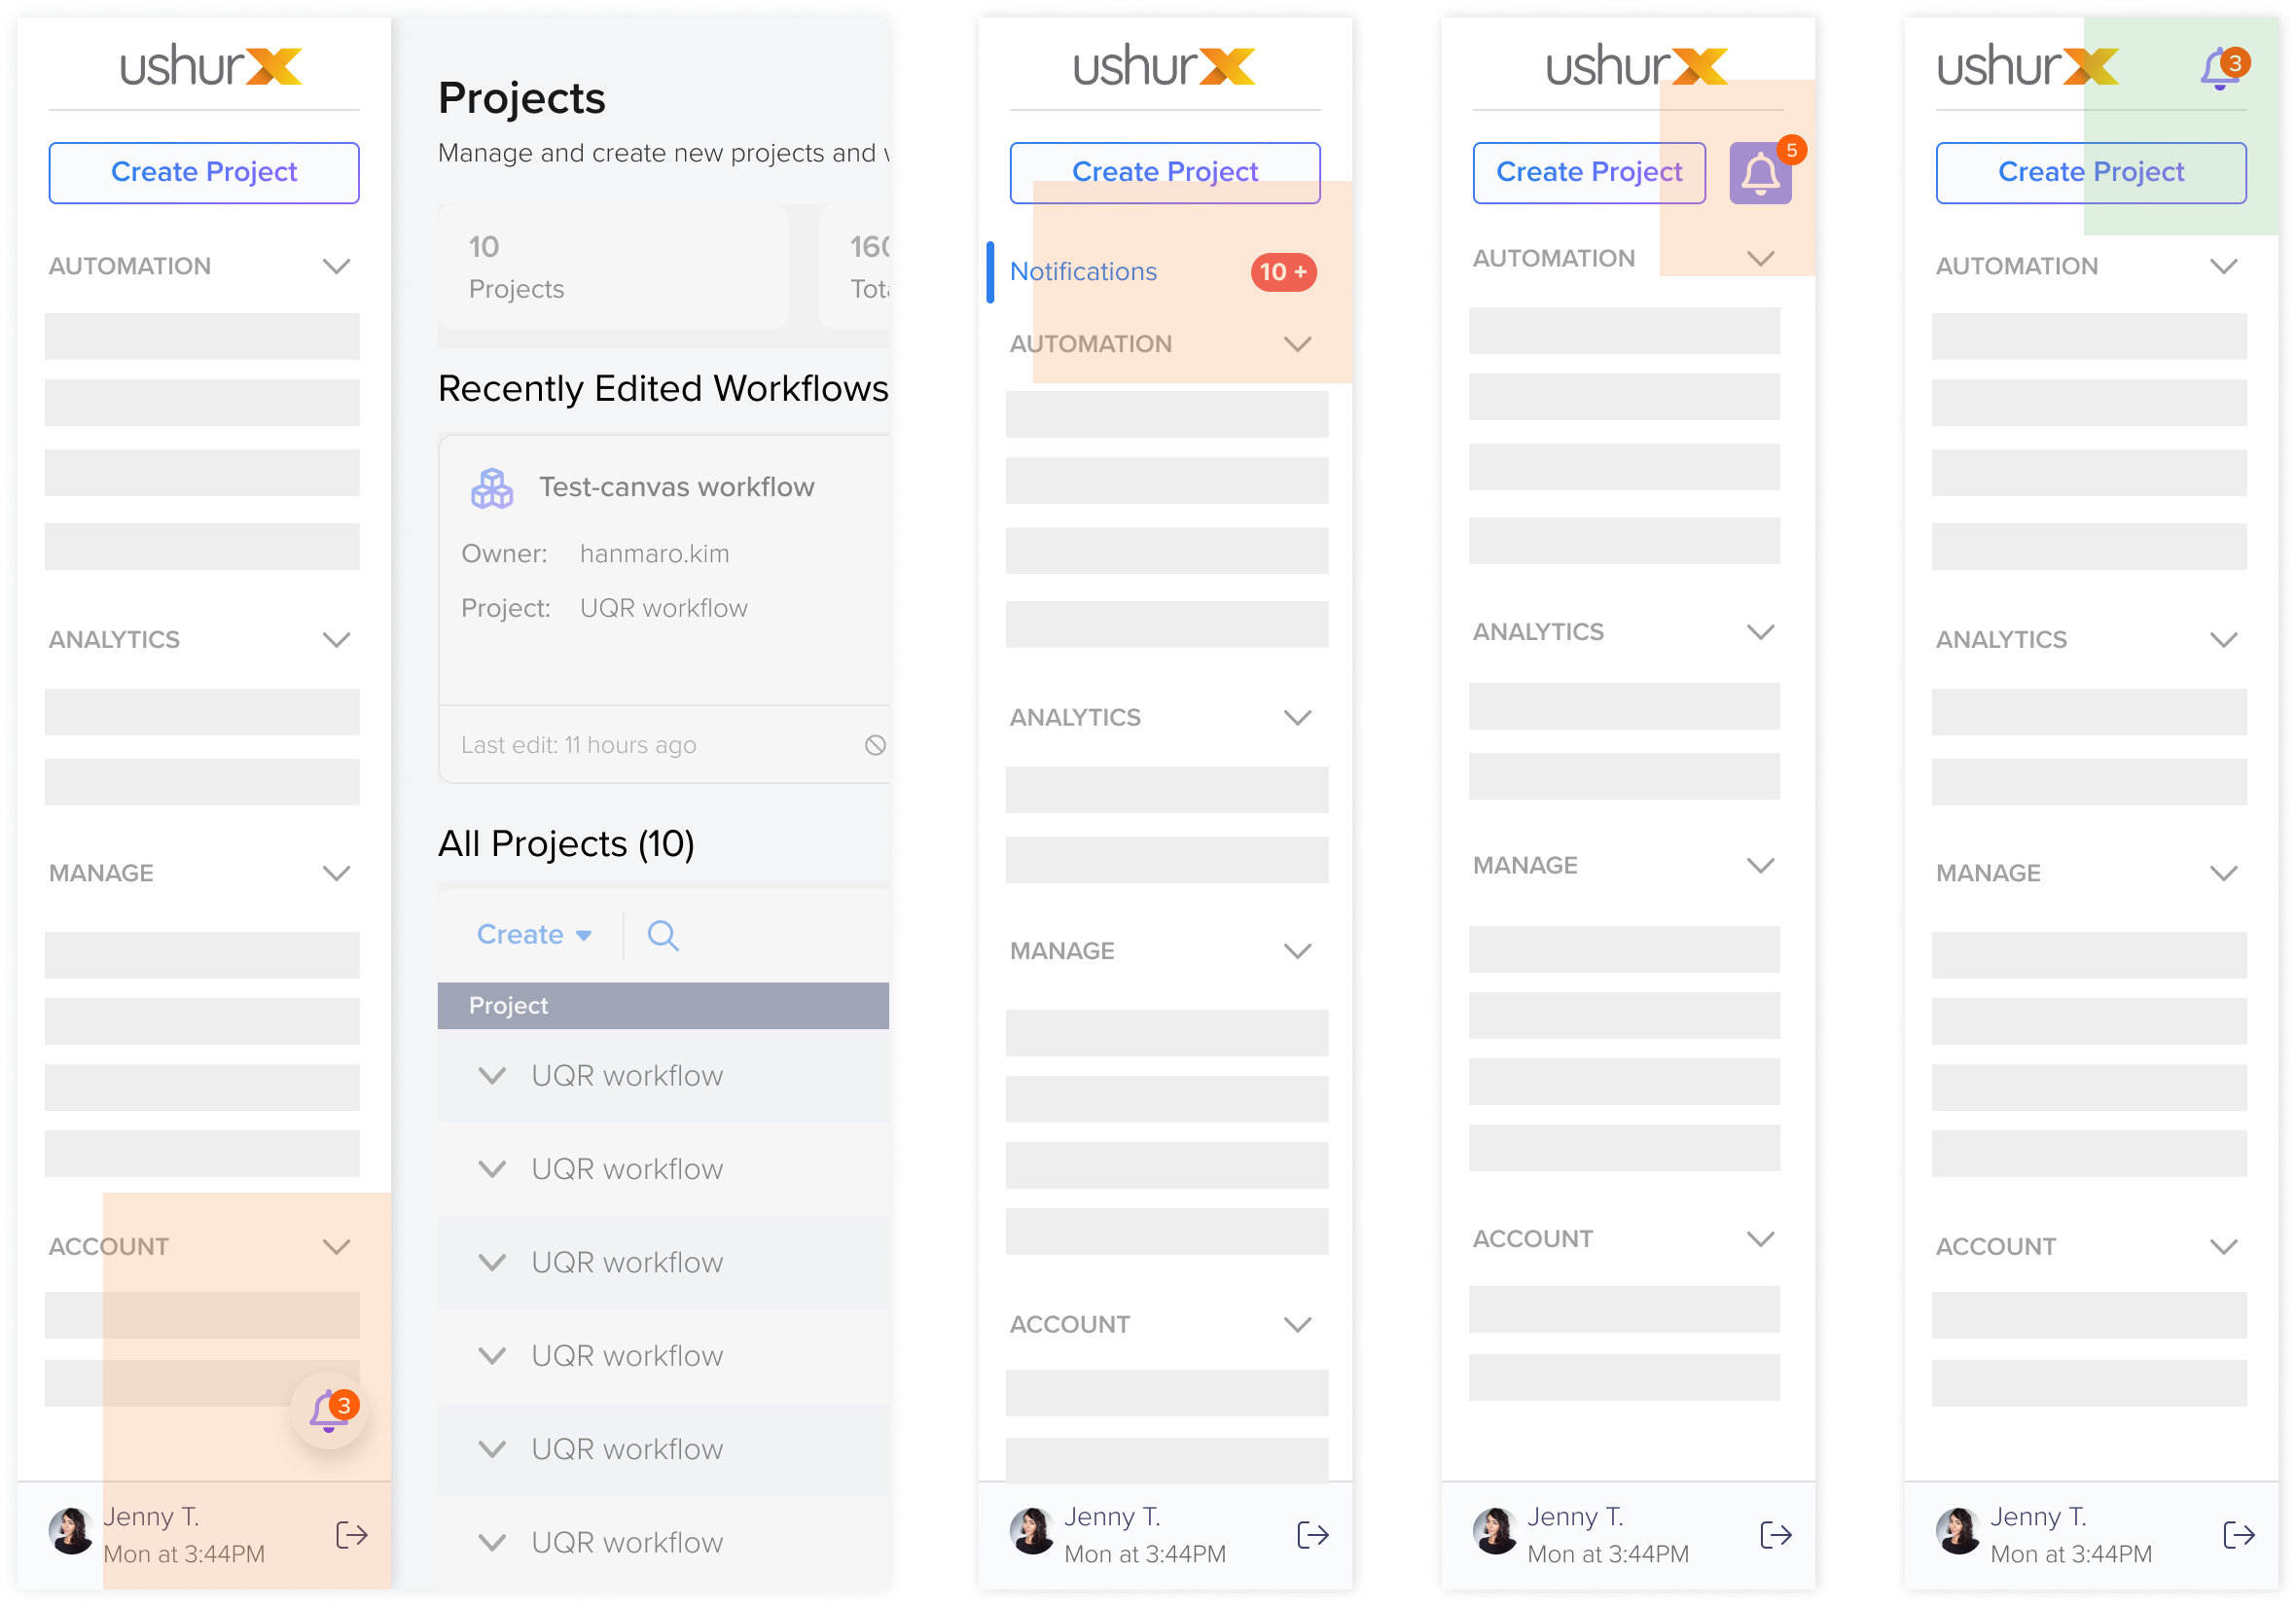 ushur
Create Project
AUTOMATION
ANALYTICS
MANAGE
ACCOUNT
3
Jenny T.
Mon at 3:44PM
Projects
Manage and create new projects and
10
Projects
Recently Edited Workflows
Test-canvas workflow
Owner: hanmaro.kim
Project: UQR workflow
Last edit: 11 hours ago
All Projects (10)
Create
Project
UQR workflow
UQR workflow
UQR workflow
UQR workflow
UQR workflow
UQR workflow
ushurX
Create Project
Notifications 10 +
AUTOMATION
ANALYTICS
MANAGE
ACCOUNT
Jenny T.
Mon at 3:44PM
ushurX
Create Project 5
AUTOMATION
ANALYTICS
MANAGE
ACCOUNT
Jenny T.
Mon at 3:44PM
ushurX 3
Create Project
AUTOMATION
ANALYTICS
MANAGE
ACCOUNT
Jenny T.
Mon at 3:44PM